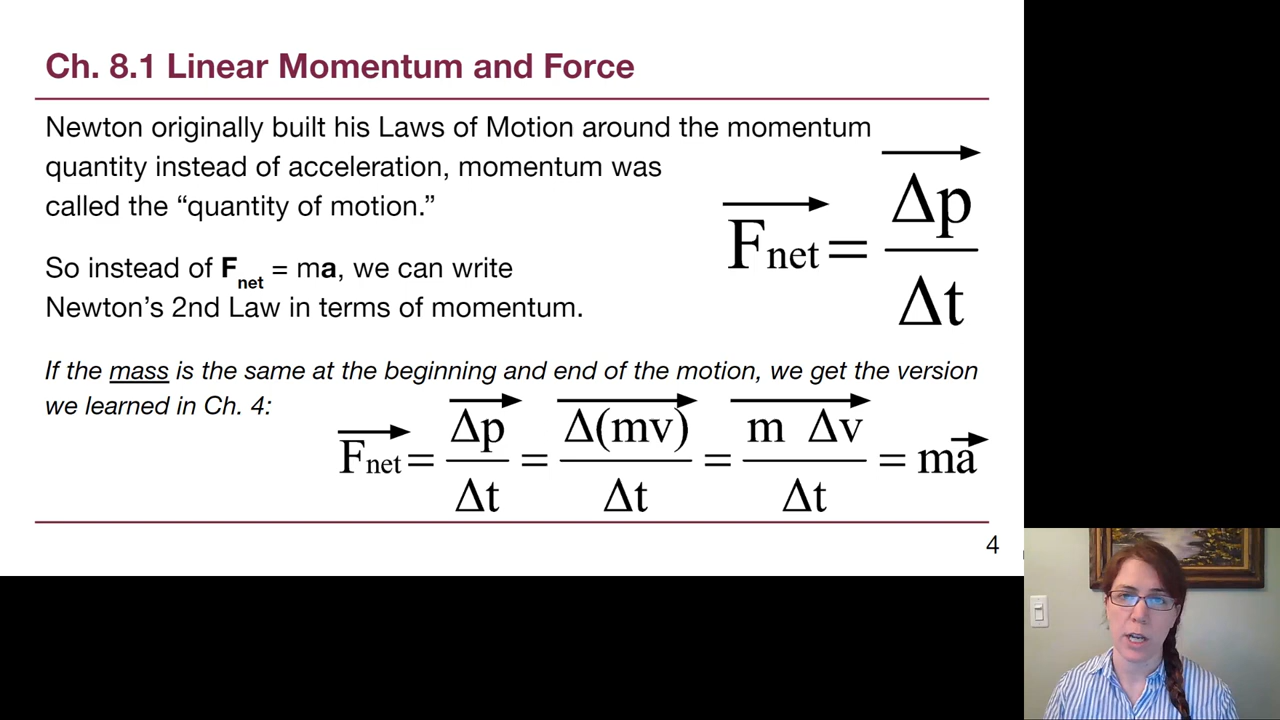 Ch. 8.1 Linear Momentum and Force
Newton originally built his Laws of Motion around the momentum
quantity instead of acceleration, momentum was
called the “quantity of motion.”
F⃗net = Δp⃗ / Δt
So instead of Fnet = ma, we can write
Newton’s 2nd Law in terms of momentum.
If the mass is the same at the beginning and end of the motion, we get the version
we learned in Ch. 4:
F⃗net = Δp⃗ / Δt = Δ(mv⃗) / Δt = m Δv⃗ / Δt = ma⃗
4